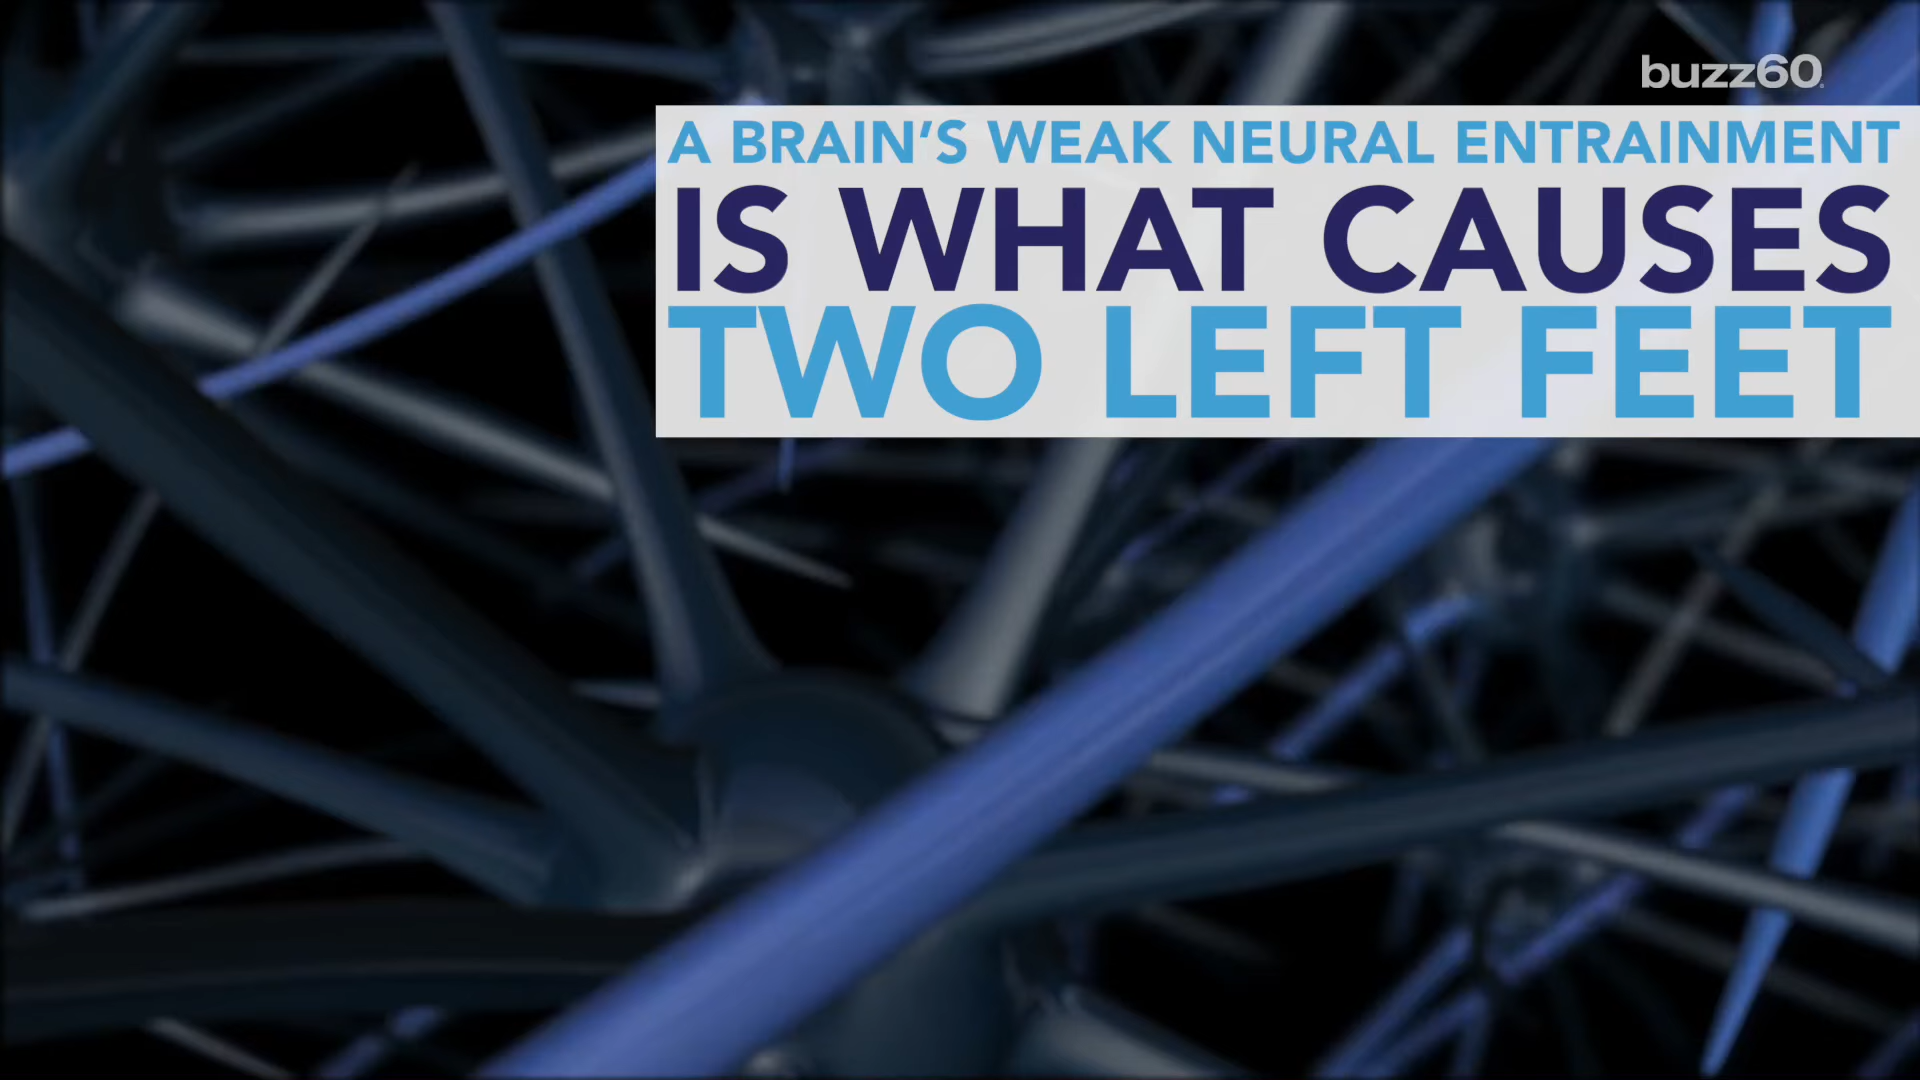 buzz60
A BRAIN’S WEAK NEURAL ENTRAINMENT
IS WHAT CAUSES
TWO LEFT FEET